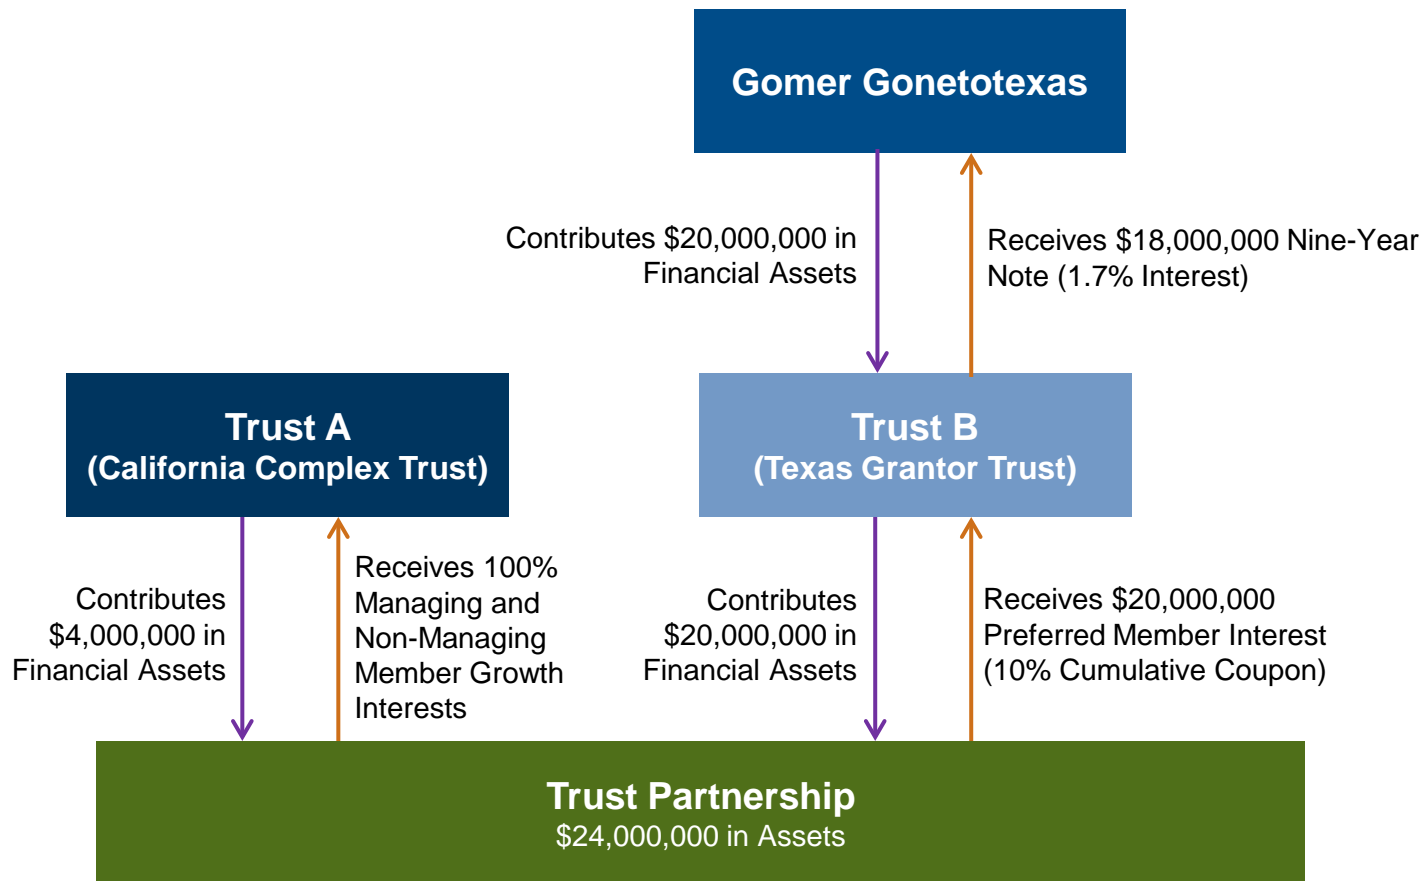 Gomer Gonetotexas
Contributes $20,000,000 in
Financial Assets
Receives $18,000,000 Nine-Year
Note (1.7% Interest)
Trust A
(California Complex Trust)
Trust B
(Texas Grantor Trust)
Contributes
$4,000,000 in
Financial Assets
Receives 100%
Managing and
Non-Managing
Member Growth
Interests
Contributes
$20,000,000 in
Financial Assets
Receives $20,000,000
Preferred Member Interest
(10% Cumulative Coupon)
Trust Partnership
$24,000,000 in Assets